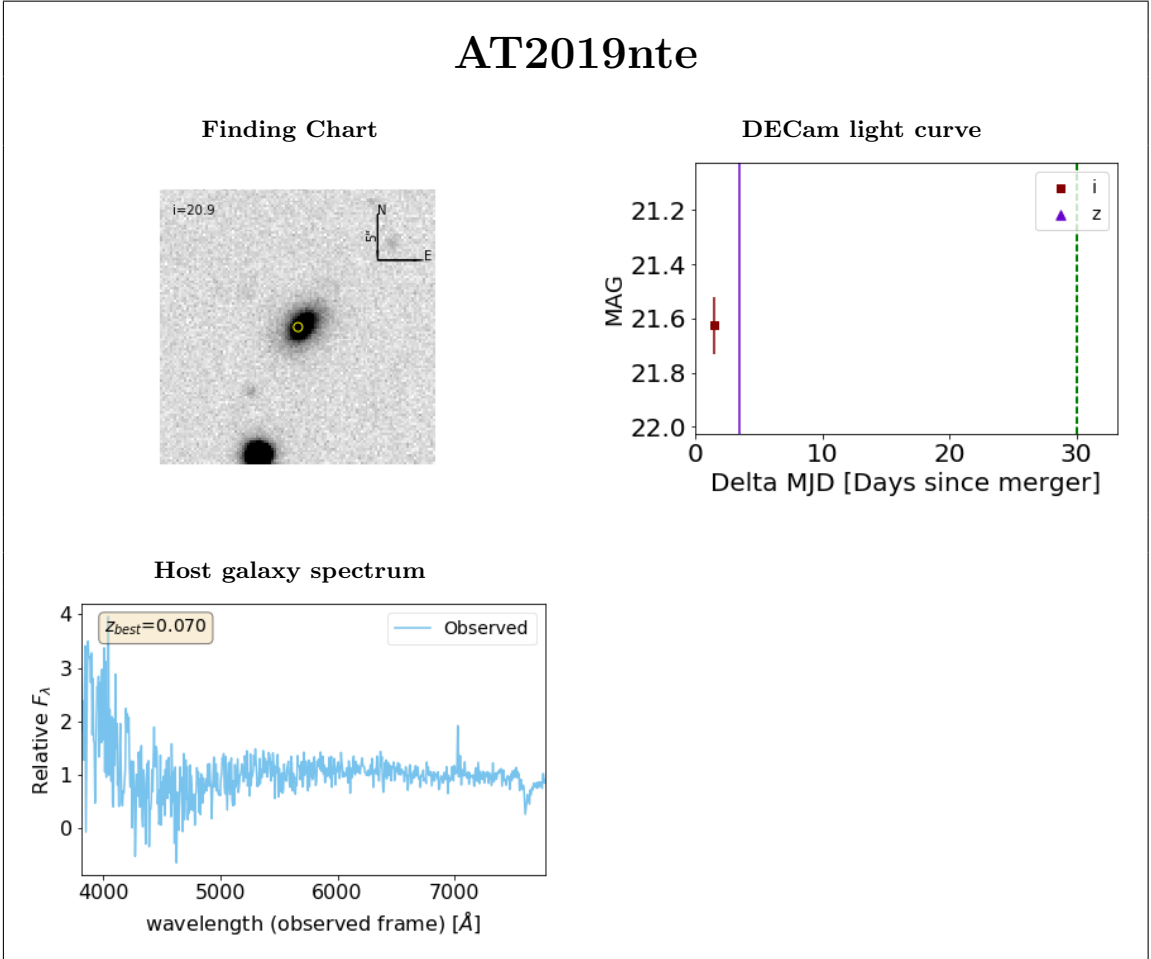 AT2019nte
Finding Chart
i=20.9
N
5"
E
DECam light curve
i
z
MAG
21.2
21.4
21.6
21.8
22.0
0 10 20 30
Delta MJD [Days since merger]
Host galaxy spectrum
z_best=0.070
Observed
Relative F_λ
4
3
2
1
0
4000 5000 6000 7000
wavelength (observed frame) [Å]